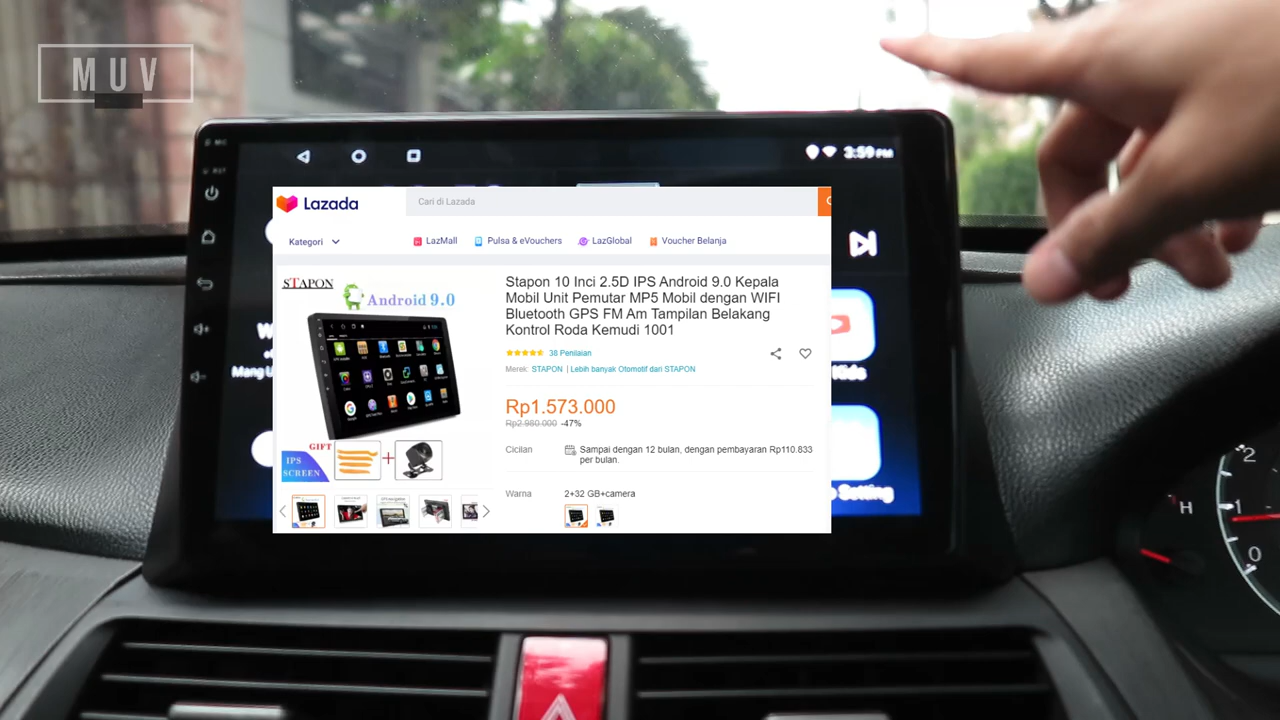 MUV
3:59 PM
Lazada
Cari di Lazada
Kategori
LazMall
Pulsa & eVouchers
LazGlobal
Voucher Belanja
STAPON
Android 9.0
GIFT
IPS
SCREEN
Stapon 10 Inci 2.5D IPS Android 9.0 Kepala
Mobil Unit Pemutar MP5 Mobil dengan WIFI
Bluetooth GPS FM Am Tampilan Belakang
Kontrol Roda Kemudi 1001
38 Penilaian
Merek: STAPON | Lebih banyak Otomotif dari STAPON
Rp1.573.000
Rp2.980.000 -47%
Cicilan
Sampai dengan 12 bulan, dengan pembayaran Rp110.833
per bulan.
Warna
2+32 GB+camera
Kids
Setting
H
2
1
0